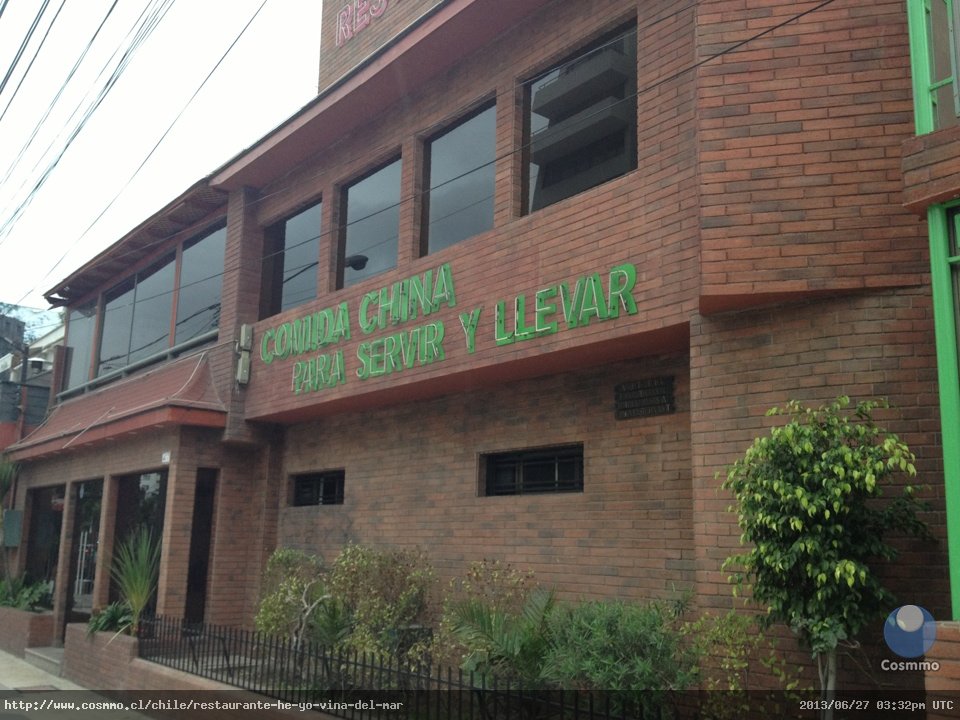 RES
COMIDA CHINA
PARA SERVIR Y LLEVAR
Cosmmo
http://www.cosmmo.cl/chile/restaurante-he-yo-vina-del-mar
2013/06/27 03:32pm UTC